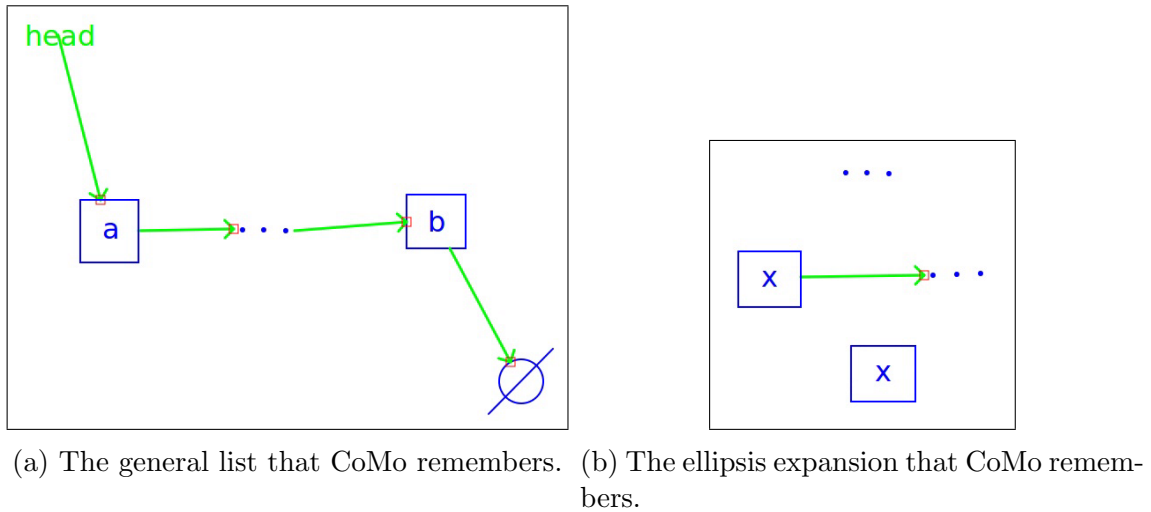 head
a
b
x
x
(a) The general list that CoMo remembers.
(b) The ellipsis expansion that CoMo remem-
bers.